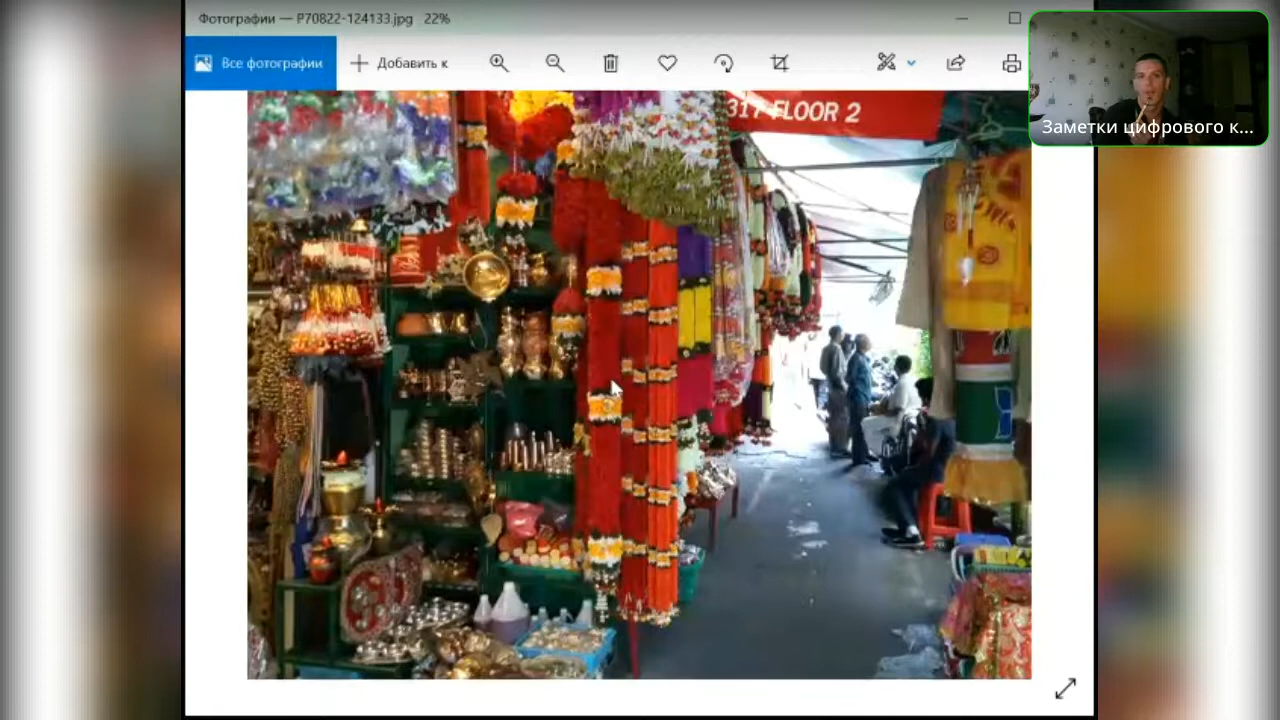 Фотографии — P70822-124133.jpg 22%
Все фотографии
Добавить к
317 FLOOR 2
Заметки цифрового к...